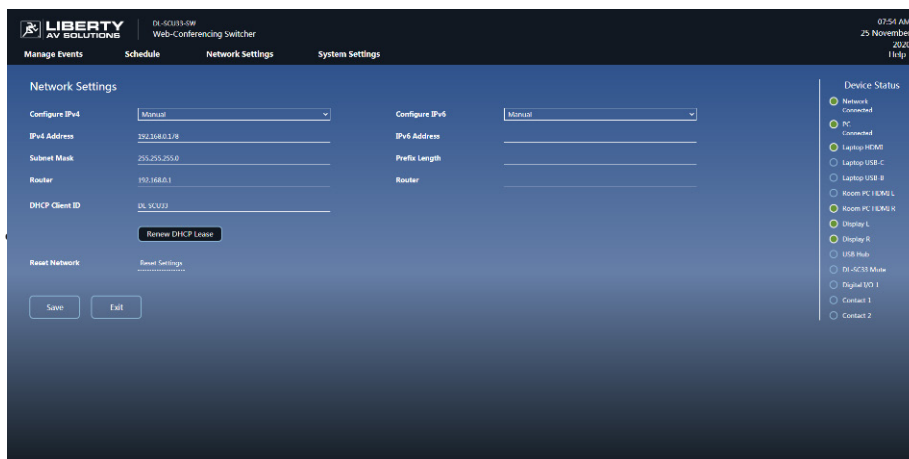 LIBERTY
AV SOLUTIONS
DL-SCU33-SW
Web-Conferencing Switcher
07:54 AM
25 November
2020
Help
Manage Events Schedule Network Settings System Settings
Network Settings
Configure IPv4 Manual Configure IPv6 Manual
IPv4 Address 192.168.0.178 IPv6 Address
Subnet Mask 255.255.255.0 Prefix Length
Router 192.168.0.1 Router
DHCP Client ID DL SCU33
Renew DHCP Lease
Reset Network Reset Settings
Save Exit
Device Status
Network
Connected
PC
Connected
Laptop HDMI
Laptop USB-C
Laptop USB-B
Room PC HDMI L
Room PC HDMI R
Display L
Display R
USB Hub
DL-SC33 Mute
Digital I/O 1
Contact 1
Contact 2